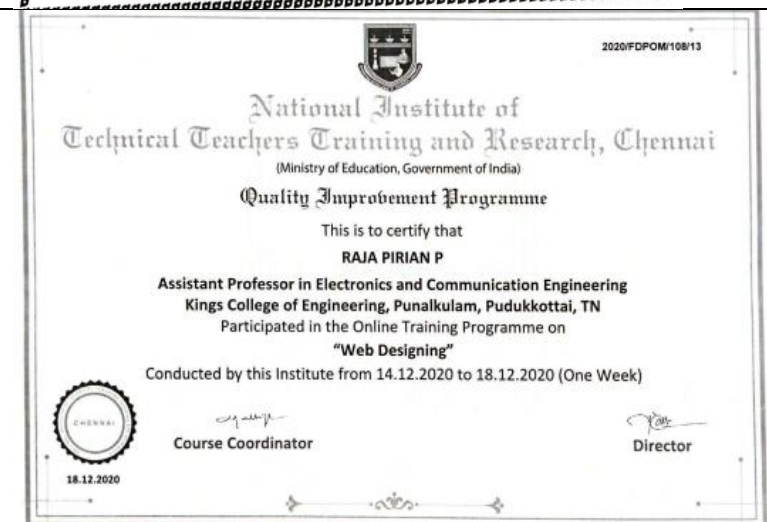 2020/FDPOM/108/13
National Institute of
Technical Teachers Training and Research, Chennai
(Ministry of Education, Government of India)
Quality Improvement Programme
This is to certify that
RAJA PIRIAN P
Assistant Professor in Electronics and Communication Engineering
Kings College of Engineering, Punalkulam, Pudukkottai, TN
Participated in the Online Training Programme on
“Web Designing”
Conducted by this Institute from 14.12.2020 to 18.12.2020 (One Week)
CHENNAI
Course Coordinator
Director
18.12.2020